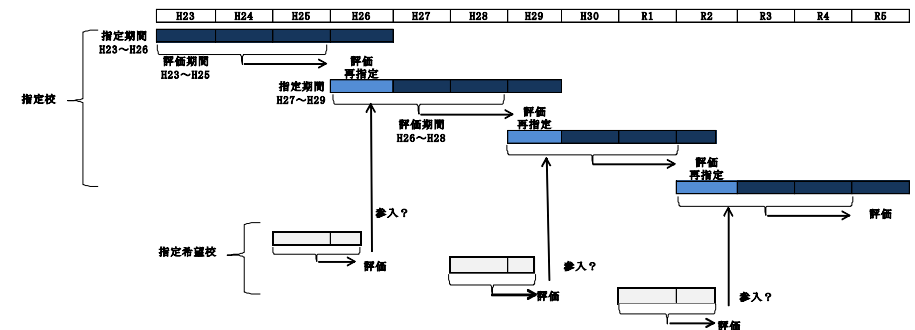 H23 H24 H25 H26 H27 H28 H29 H30 R1 R2 R3 R4 R5
指定期間
H23～H26
評価期間
H23～H25
評価
再指定
指定校
指定期間
H27～H29
評価期間
H26～H28
評価
再指定
評価
再指定
評価
参入？
指定希望校
評価
参入？
評価
参入？
評価